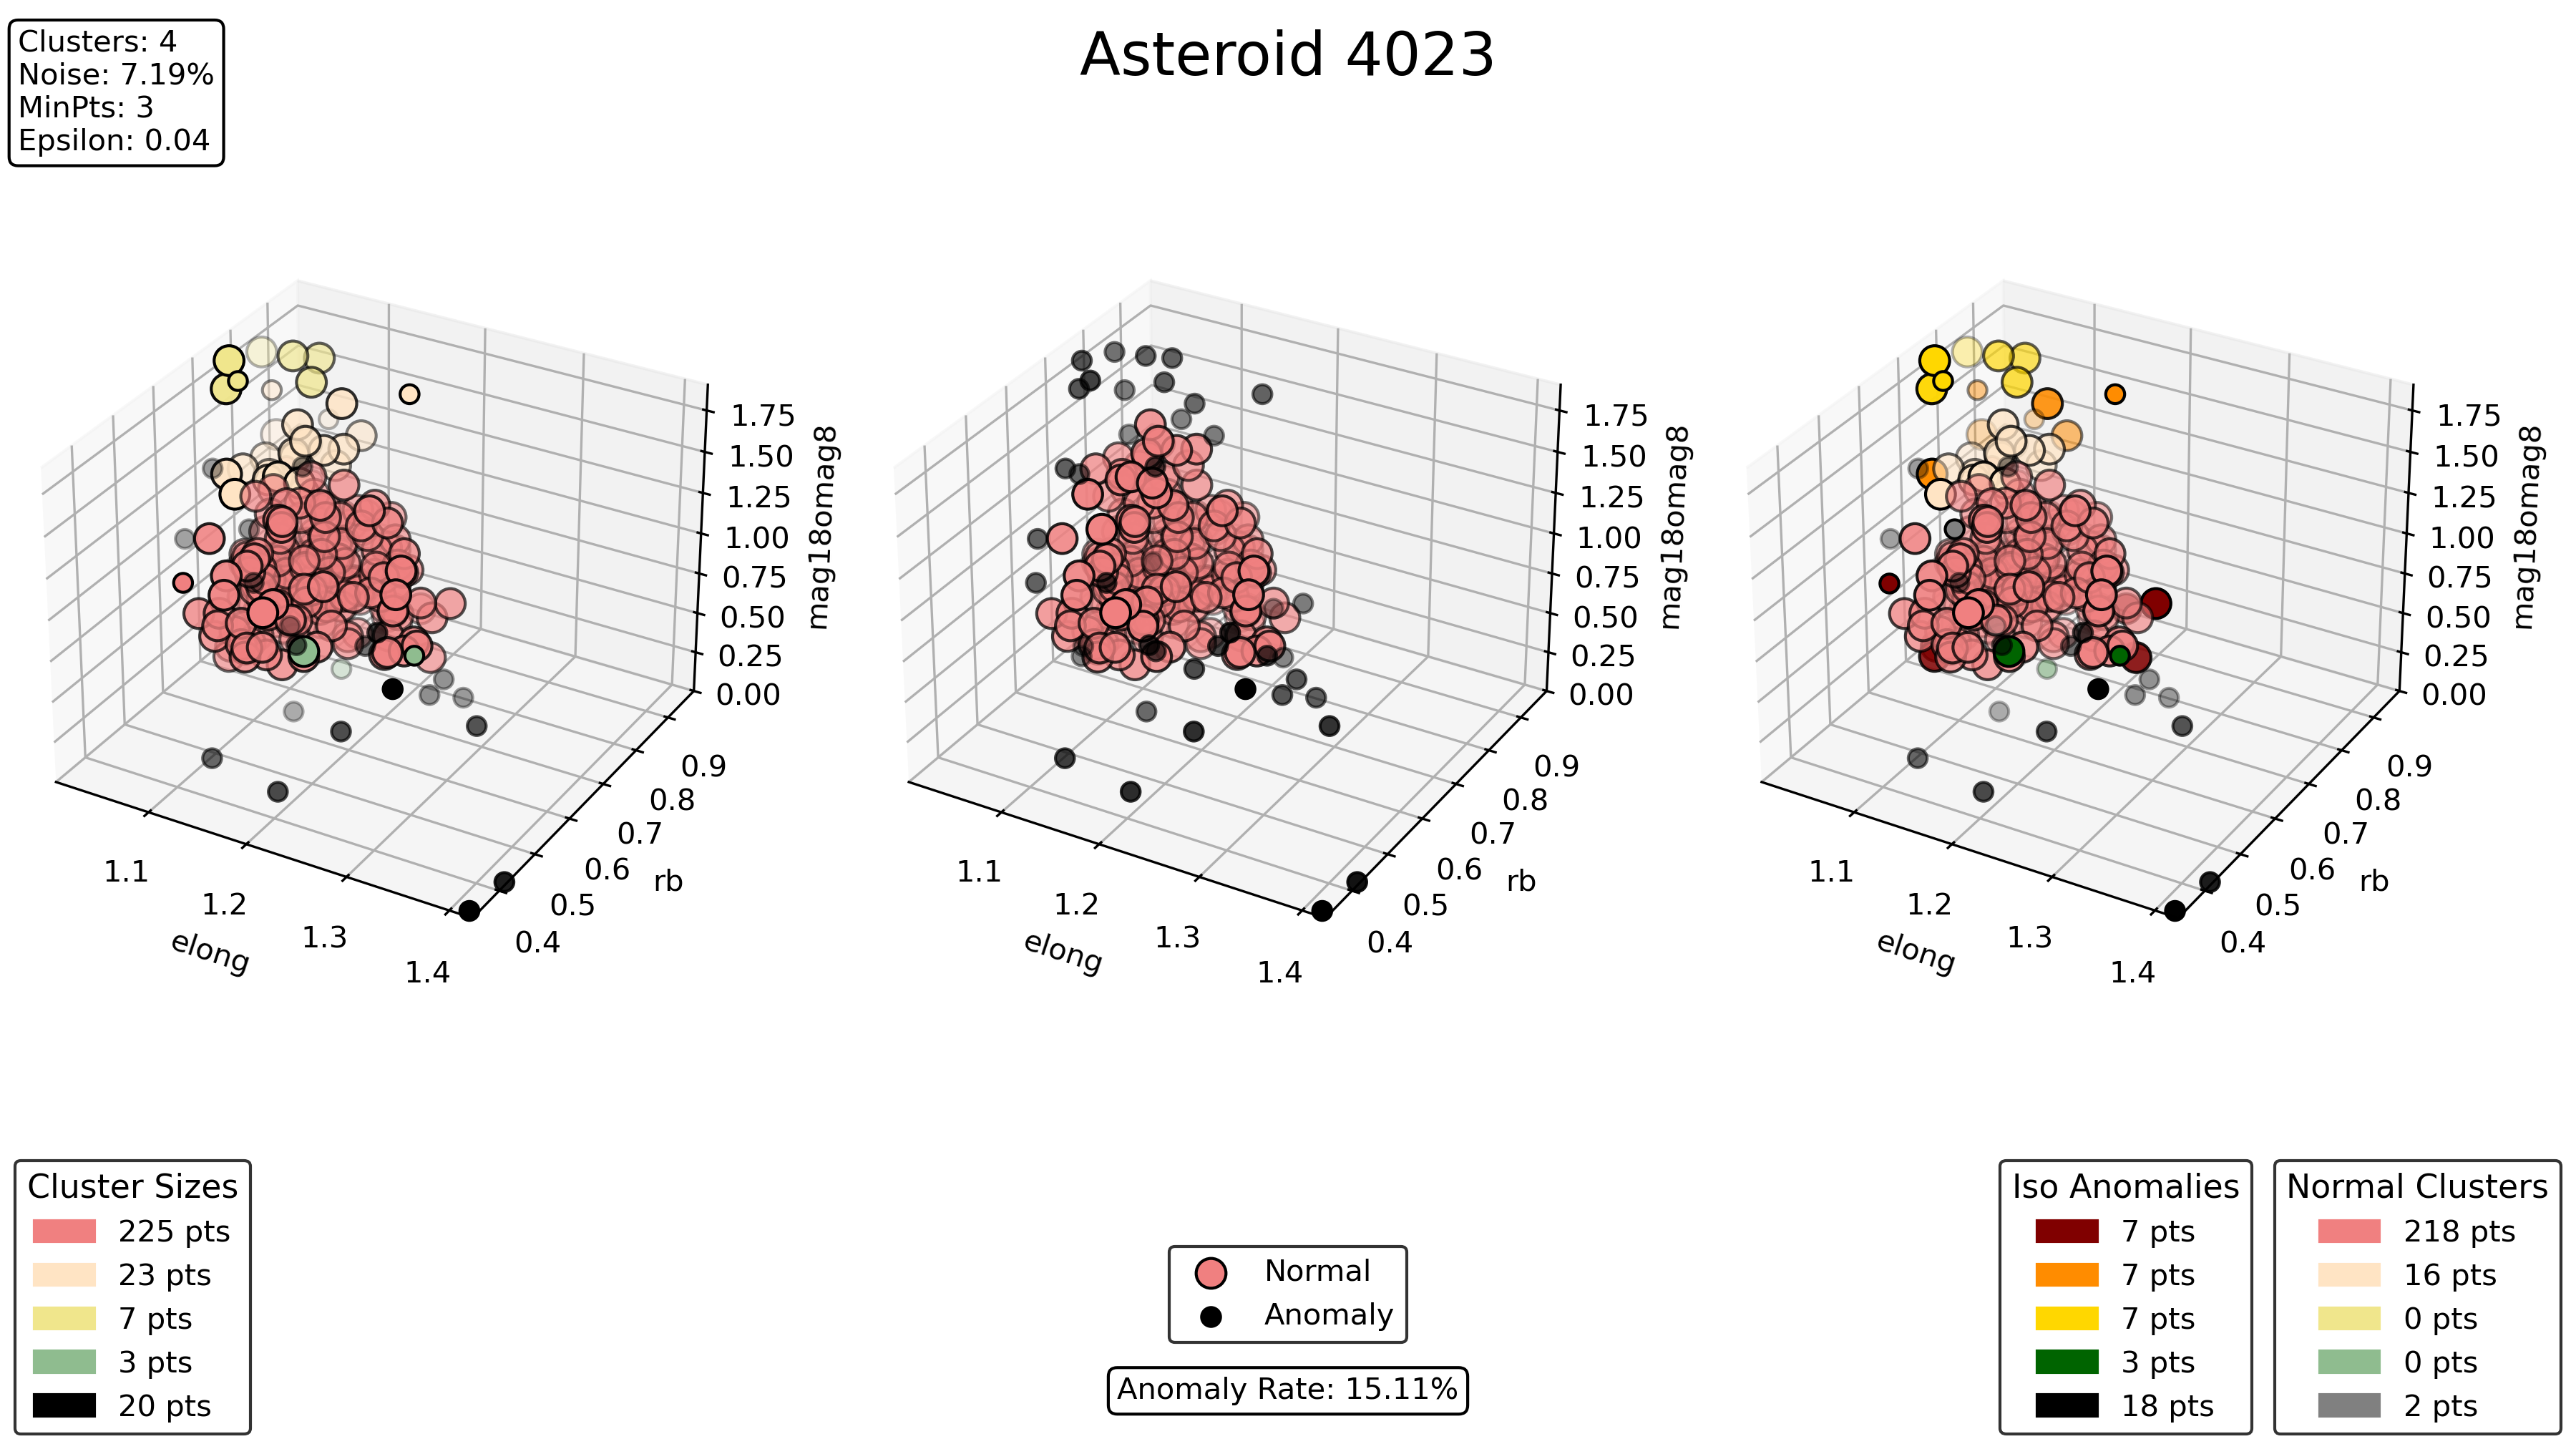 Asteroid 4023
Clusters: 4
Noise: 7.19%
MinPts: 3
Epsilon: 0.04
1.75
1.50
1.25
1.00
0.75
0.50
0.25
0.00
mag18omag8
0.9
0.8
0.7
0.6
0.5
0.4
rb
1.1
1.2
1.3
1.4
elong
1.75
1.50
1.25
1.00
0.75
0.50
0.25
0.00
mag18omag8
0.9
0.8
0.7
0.6
0.5
0.4
rb
1.1
1.2
1.3
1.4
elong
1.75
1.50
1.25
1.00
0.75
0.50
0.25
0.00
mag18omag8
0.9
0.8
0.7
0.6
0.5
0.4
rb
1.1
1.2
1.3
1.4
elong
Cluster Sizes
225 pts
23 pts
7 pts
3 pts
20 pts
Normal
Anomaly
Anomaly Rate: 15.11%
Iso Anomalies
7 pts
7 pts
7 pts
3 pts
18 pts
Normal Clusters
218 pts
16 pts
0 pts
0 pts
2 pts